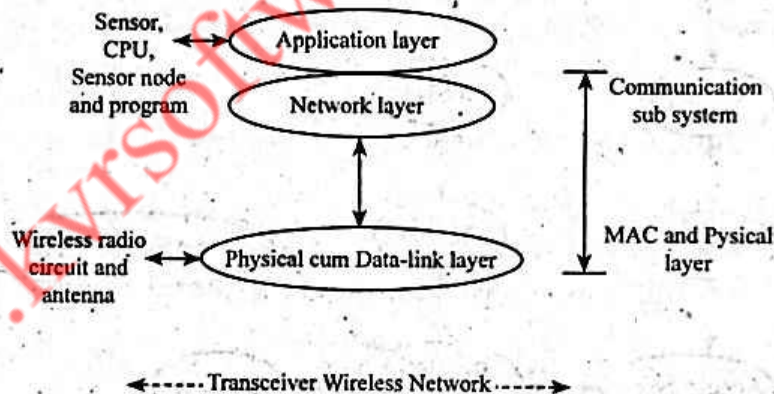 Sensor,
CPU,
Sensor node
and program
Application layer
Network layer
Communication
sub system
Wireless radio
circuit and
antenna
Physical cum Data-link layer
MAC and Pysical
layer
Transceiver Wireless Network
.kvrsoftw